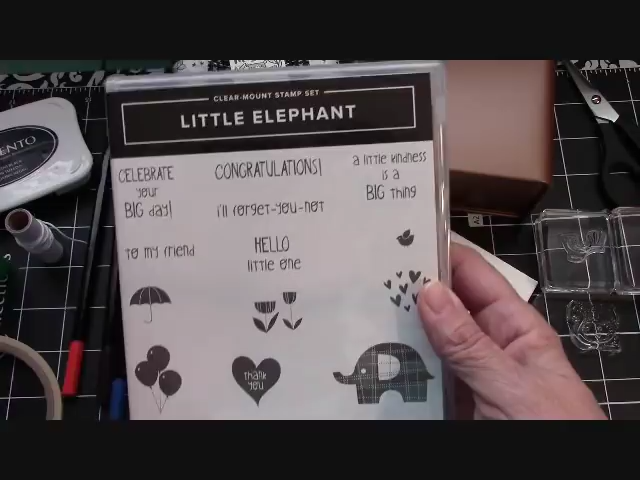 CLEAR-MOUNT STAMP SET
LITTLE ELEPHANT
CELEBRATE
your
BIG day!
CONGRATULATIONS!
a little kindness
is a
BIG thing
i'll forget-you-not
to my friend
HELLO
little one
thank
you
ENTO